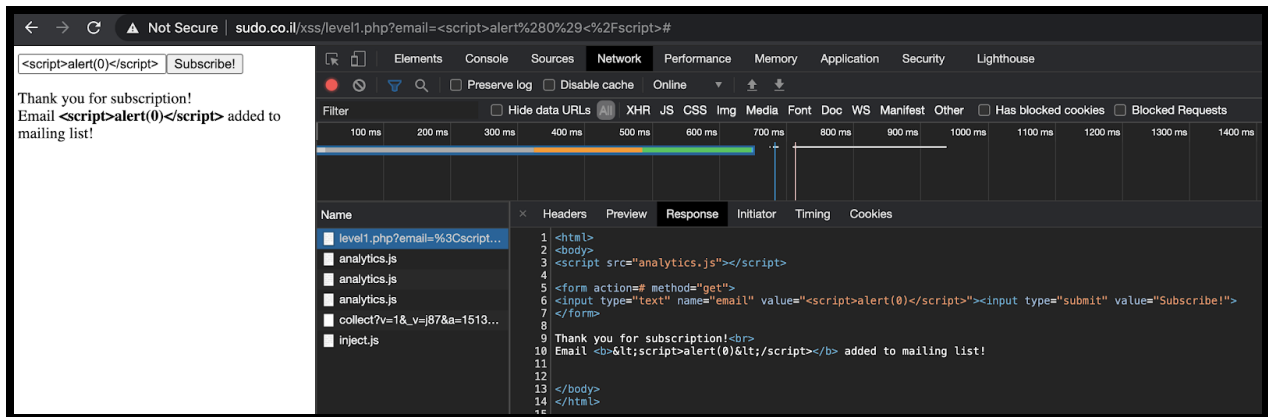 Not Secure | sudo.co.il/xss/level1.php?email=<script>alert%280%29<%2Fscript>#
<script>alert(0)</script> Subscribe!
Thank you for subscription!
Email <script>alert(0)</script> added to
mailing list!
Elements Console Sources Network Performance Memory Application Security Lighthouse
Preserve log Disable cache Online
Filter Hide data URLs All XHR JS CSS Img Media Font Doc WS Manifest Other Has blocked cookies Blocked Requests
100 ms 200 ms 300 ms 400 ms 500 ms 600 ms 700 ms 800 ms 900 ms 1000 ms 1100 ms 1200 ms 1300 ms 1400 ms
Name
level1.php?email=%3Cscript...
analytics.js
analytics.js
analytics.js
collect?v=1&_v=j87&a=1513...
inject.js
× Headers Preview Response Initiator Timing Cookies
1 <html>
2 <body>
3 <script src="analytics.js"></script>
4
5 <form action=# method="get">
6 <input type="text" name="email" value="<script>alert(0)</script>"><input type="submit" value="Subscribe!">
7 </form>
8
9 Thank you for subscription!<br>
10 Email <b>&lt;script>alert(0)&lt;/script></b> added to mailing list!
11
12
13 </body>
14 </html>
15